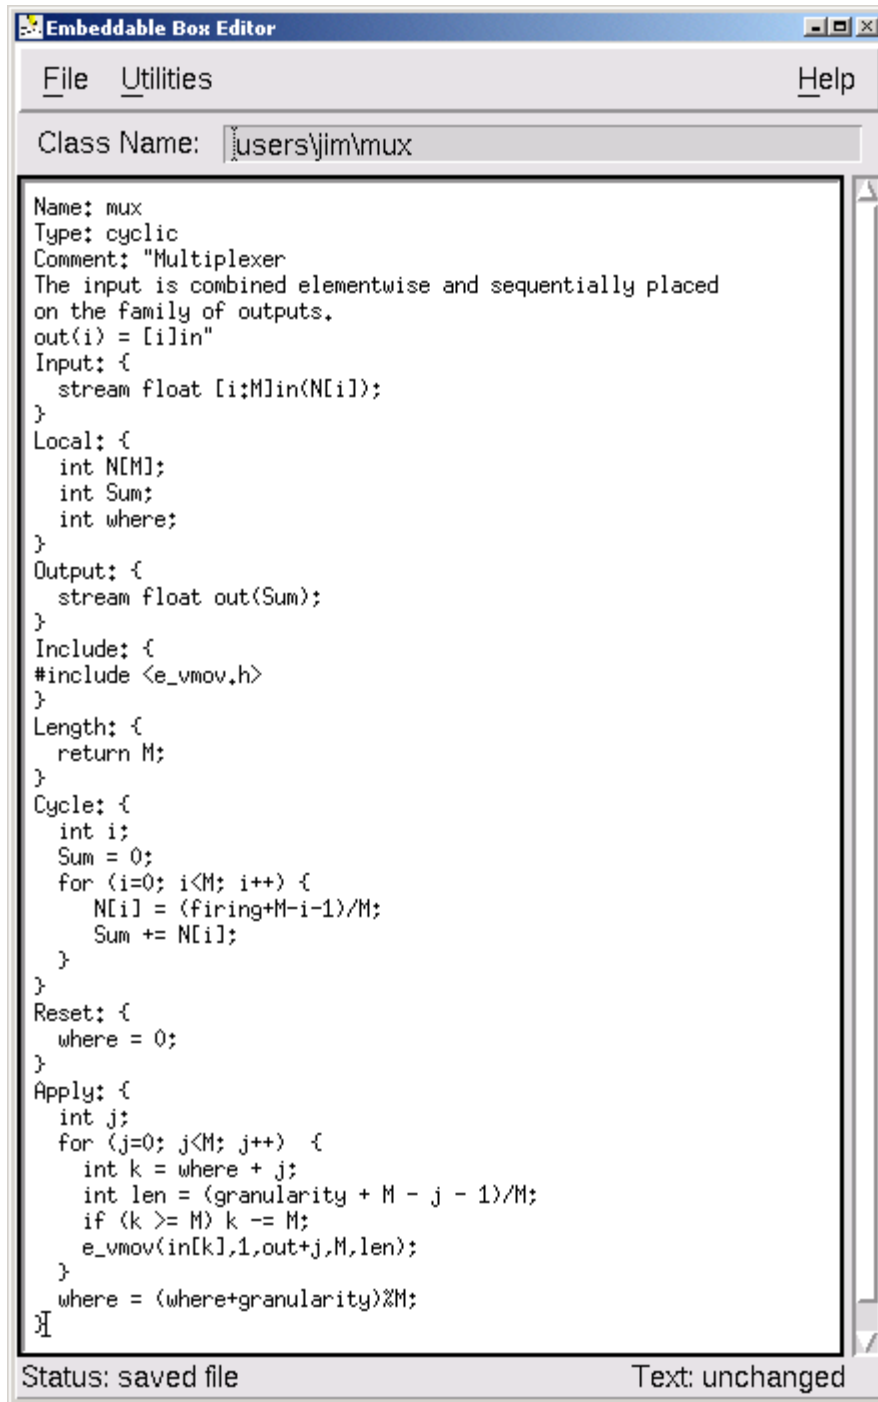 Embeddable Box Editor
File Utilities Help
Class Name: users\jim\mux
Name: mux
Type: cyclic
Comment: "Multiplexer
The input is combined elementwise and sequentially placed
on the family of outputs.
out(i) = [i]in"
Input: {
  stream float [i:M]in(N[i]);
}
Local: {
  int N[M];
  int Sum;
  int where;
}
Output: {
  stream float out(Sum);
}
Include: {
#include <e_vmov.h>
}
Length: {
  return M;
}
Cycle: {
  int i;
  Sum = 0;
  for (i=0; i<M; i++) {
     N[i] = (firing+M-i-1)/M;
     Sum += N[i];
  }
}
Reset: {
  where = 0;
}
Apply: {
  int j;
  for (j=0; j<M; j++)  {
    int k = where + j;
    int len = (granularity + M - j - 1)/M;
    if (k >= M) k -= M;
    e_vmov(in[k],1,out+j,M,len);
  }
  where = (where+granularity)%M;
}
Status: saved file Text: unchanged